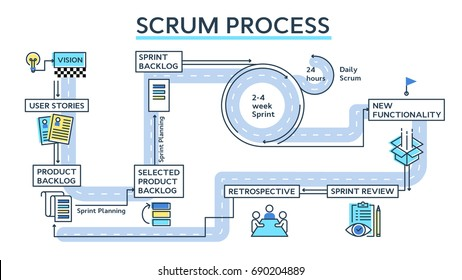 SCRUM PROCESS
VISION
USER STORIES
PRODUCT
BACKLOG
Sprint Planning
SELECTED
PRODUCT
BACKLOG
Sprint Planning
SPRINT
BACKLOG
2-4
week
Sprint
24
hours
Daily
Scrum
NEW
FUNCTIONALITY
SPRINT REVIEW
RETROSPECTIVE
shutterstock.com · 690204889